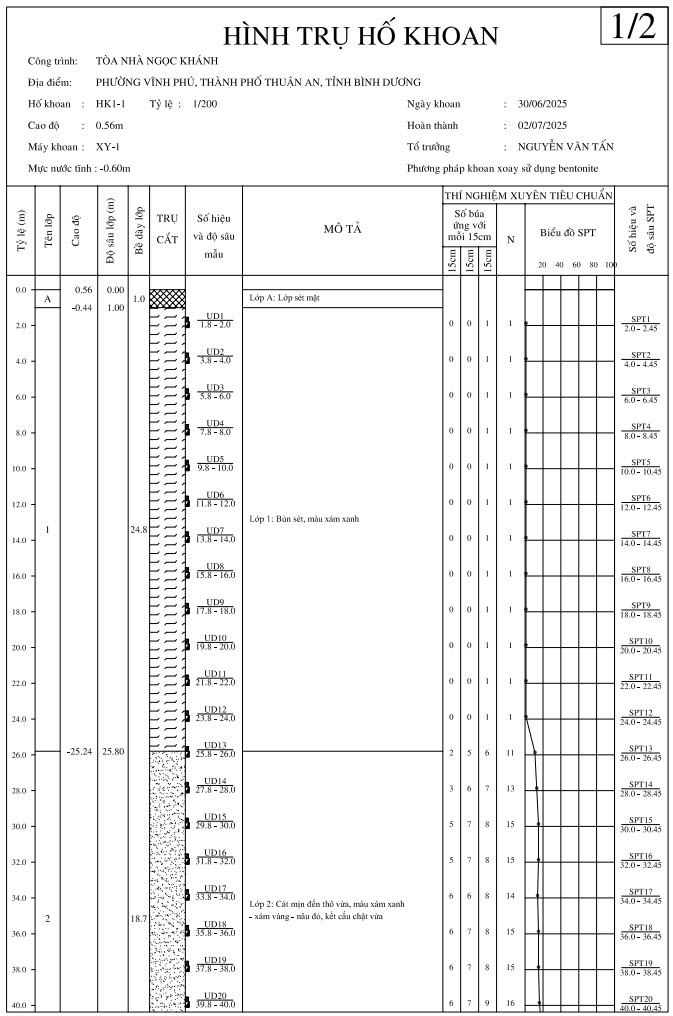 1/2
HÌNH TRỤ HỐ KHOAN
Công trình: TÒA NHÀ NGỌC KHÁNH
Địa điểm: PHƯỜNG VĨNH PHÚ, THÀNH PHỐ THUẬN AN, TỈNH BÌNH DƯƠNG
Hố khoan : HK1-1 Tỷ lệ : 1/200 Ngày khoan : 30/06/2025
Cao độ : 0.56m Hoàn thành : 02/07/2025
Máy khoan : XY-1 Tổ trưởng : NGUYỄN VĂN TẤN
Mực nước tĩnh : -0.60m Phương pháp khoan xoay sử dụng bentonite
Tỷ lệ (m)
Tên lớp
Cao độ
Độ sâu lớp (m)
Bề dày lớp
TRỤ
CẮT
Số hiệu
và độ sâu
mẫu
MÔ TẢ
THÍ NGHIỆM XUYÊN TIÊU CHUẨN
Số búa
ứng với
mỗi 15cm
15cm 15cm 15cm
N
Biểu đồ SPT
20 40 60 80 100
Số hiệu và
độ sâu SPT
0.0 0.56 0.00
A 1.0 Lớp A: Lớp sét mặt
-0.44 1.00
UD1 SPT1
2.0 1.8 - 2.0 0 0 1 1 2.0 - 2.45
UD2 SPT2
4.0 3.8 - 4.0 0 0 1 1 4.0 - 4.45
UD3 SPT3
6.0 5.8 - 6.0 0 0 1 1 6.0 - 6.45
UD4 SPT4
8.0 7.8 - 8.0 0 0 1 1 8.0 - 8.45
UD5 SPT5
10.0 9.8 - 10.0 0 0 1 1 10.0 - 10.45
UD6 SPT6
12.0 11.8 - 12.0 0 0 1 1 12.0 - 12.45
Lớp 1: Bùn sét, màu xám xanh
1 24.8 UD7 SPT7
14.0 13.8 - 14.0 0 0 1 1 14.0 - 14.45
UD8 SPT8
16.0 15.8 - 16.0 0 0 1 1 16.0 - 16.45
UD9 SPT9
18.0 17.8 - 18.0 0 0 1 1 18.0 - 18.45
UD10 SPT10
20.0 19.8 - 20.0 0 0 1 1 20.0 - 20.45
UD11 SPT11
22.0 21.8 - 22.0 0 0 1 1 22.0 - 22.45
UD12 SPT12
24.0 23.8 - 24.0 0 0 1 1 24.0 - 24.45
-25.24 25.80 UD13 SPT13
26.0 25.8 - 26.0 2 5 6 11 26.0 - 26.45
UD14 SPT14
28.0 27.8 - 28.0 3 6 7 13 28.0 - 28.45
UD15 SPT15
30.0 29.8 - 30.0 5 7 8 15 30.0 - 30.45
UD16 SPT16
32.0 31.8 - 32.0 5 7 8 15 32.0 - 32.45
UD17 SPT17
34.0 33.8 - 34.0 6 6 8 14 34.0 - 34.45
Lớp 2: Cát mịn đến thô vừa, màu xám xanh
2 18.7 - xám vàng - nâu đỏ, kết cấu chặt vừa
UD18 SPT18
36.0 35.8 - 36.0 6 7 8 15 36.0 - 36.45
UD19 SPT19
38.0 37.8 - 38.0 6 7 8 15 38.0 - 38.45
UD20 SPT20
40.0 39.8 - 40.0 6 7 9 16 40.0 - 40.45